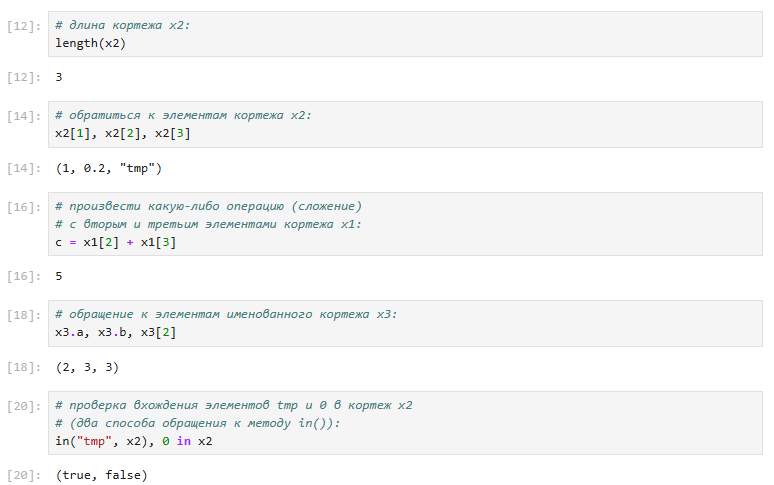 [12]: # длина кортежа x2:
length(x2)
[12]: 3
[14]: # обратиться к элементам кортежа x2:
x2[1], x2[2], x2[3]
[14]: (1, 0.2, "tmp")
[16]: # произвести какую-либо операцию (сложение)
# с вторым и третьим элементами кортежа x1:
c = x1[2] + x1[3]
[16]: 5
[18]: # обращение к элементам именованного кортежа x3:
x3.a, x3.b, x3[2]
[18]: (2, 3, 3)
[20]: # проверка вхождения элементов tmp и 0 в кортеж x2
# (два способа обращения к методу in()):
in("tmp", x2), 0 in x2
[20]: (true, false)